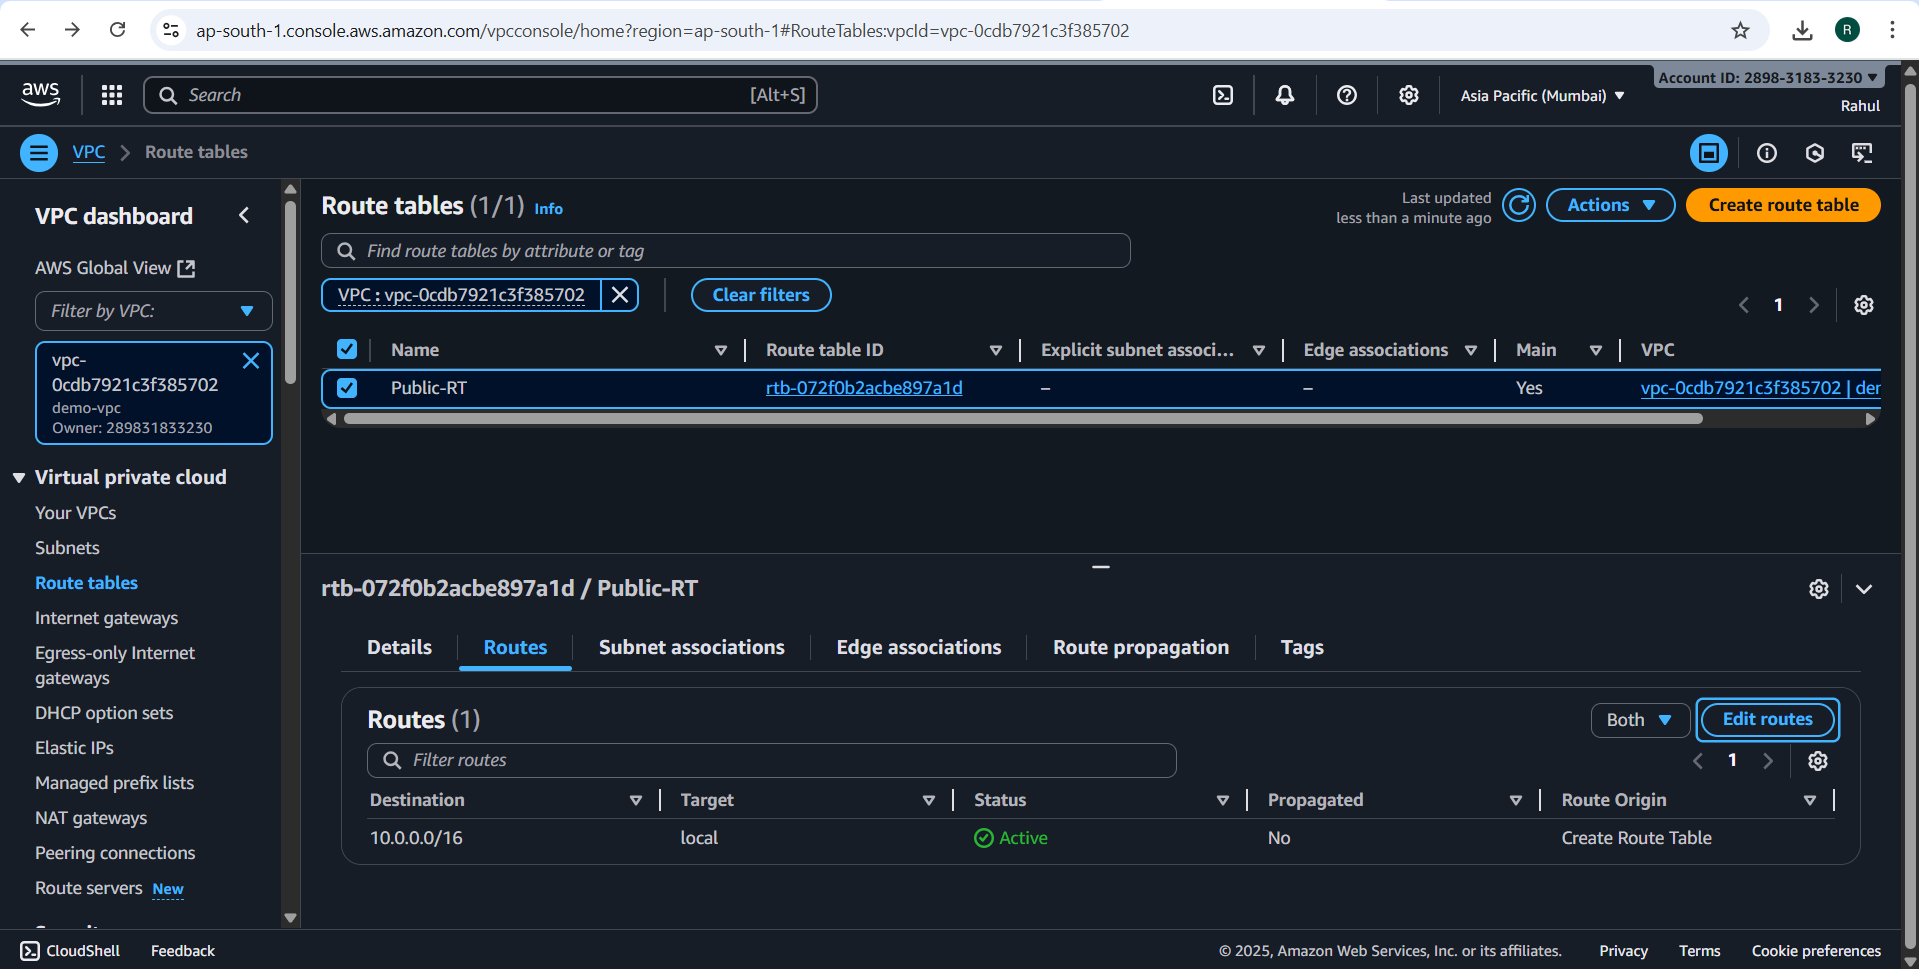 ap-south-1.console.aws.amazon.com/vpcconsole/home?region=ap-south-1#RouteTables:vpcId=vpc-0cdb7921c3f385702
R
aws
Search
[Alt+S]
Asia Pacific (Mumbai)
Account ID: 2898-3183-3230
Rahul
VPC
Route tables
VPC dashboard
AWS Global View
Filter by VPC:
vpc-
0cdb7921c3f385702
demo-vpc
Owner: 289831833230
Virtual private cloud
Your VPCs
Subnets
Route tables
Internet gateways
Egress-only Internet
gateways
DHCP option sets
Elastic IPs
Managed prefix lists
NAT gateways
Peering connections
Route servers New
Route tables (1/1) Info
Last updated
less than a minute ago
Actions
Create route table
Find route tables by attribute or tag
VPC : vpc-0cdb7921c3f385702
Clear filters
1
Name Route table ID Explicit subnet associ... Edge associations Main VPC
Public-RT rtb-072f0b2acbe897a1d – – Yes vpc-0cdb7921c3f385702 | der
rtb-072f0b2acbe897a1d / Public-RT
Details Routes Subnet associations Edge associations Route propagation Tags
Routes (1)
Both
Edit routes
Filter routes
1
Destination Target Status Propagated Route Origin
10.0.0.0/16 local Active No Create Route Table
CloudShell Feedback
© 2025, Amazon Web Services, Inc. or its affiliates. Privacy Terms Cookie preferences